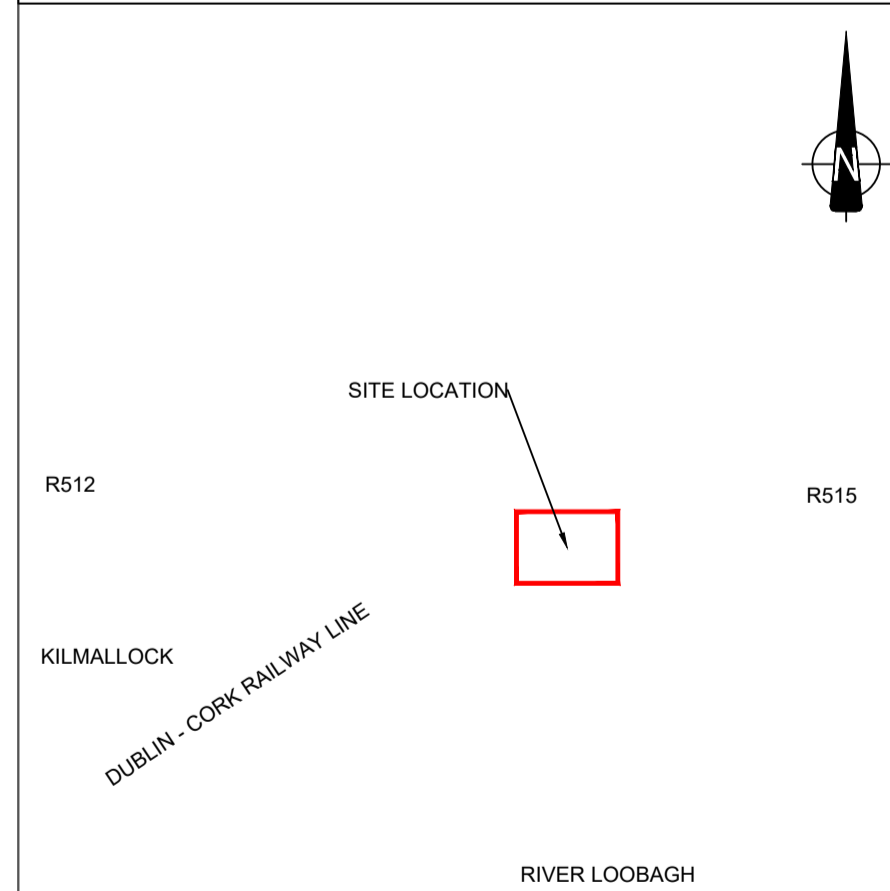 N
SITE LOCATION
R512
R515
KILMALLOCK
DUBLIN - CORK RAILWAY LINE
RIVER LOOBAGH